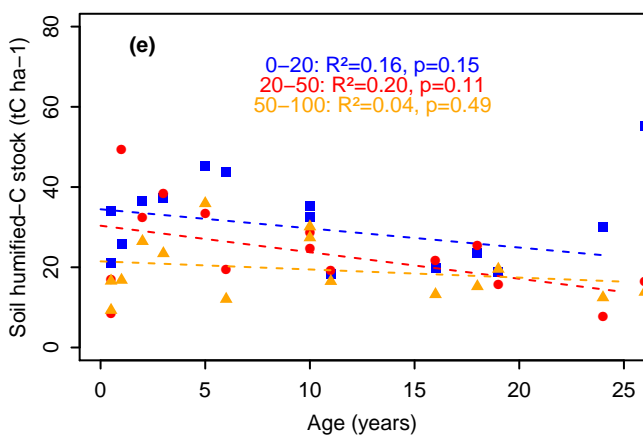 (e)
0−20: R²=0.16, p=0.15
20−50: R²=0.20, p=0.11
50−100: R²=0.04, p=0.49
Soil humified−C stock (tC ha−1)
80
60
40
20
0
0 5 10 15 20 25
Age (years)